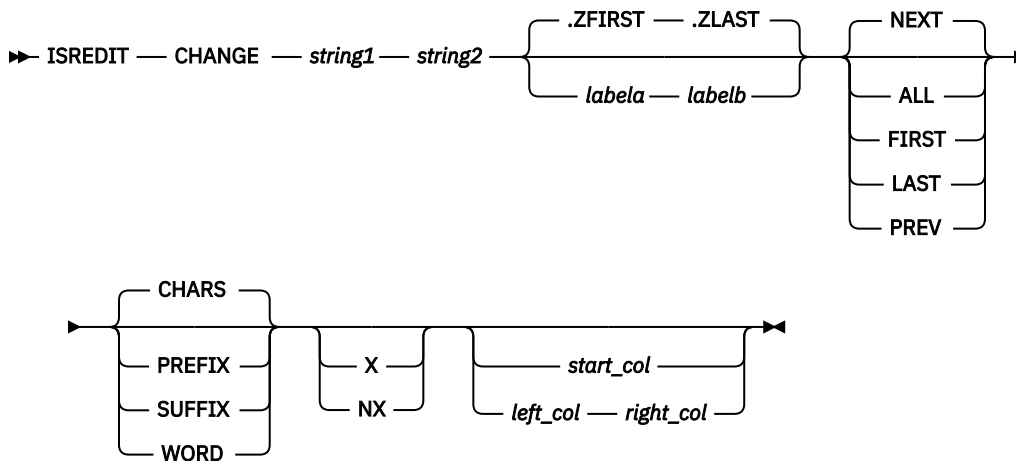 .ZFIRST .ZLAST NEXT
ISREDIT CHANGE string1 string2
labela labelb ALL
FIRST
LAST
PREV
CHARS
PREFIX X start_col
SUFFIX NX left_col right_col
WORD